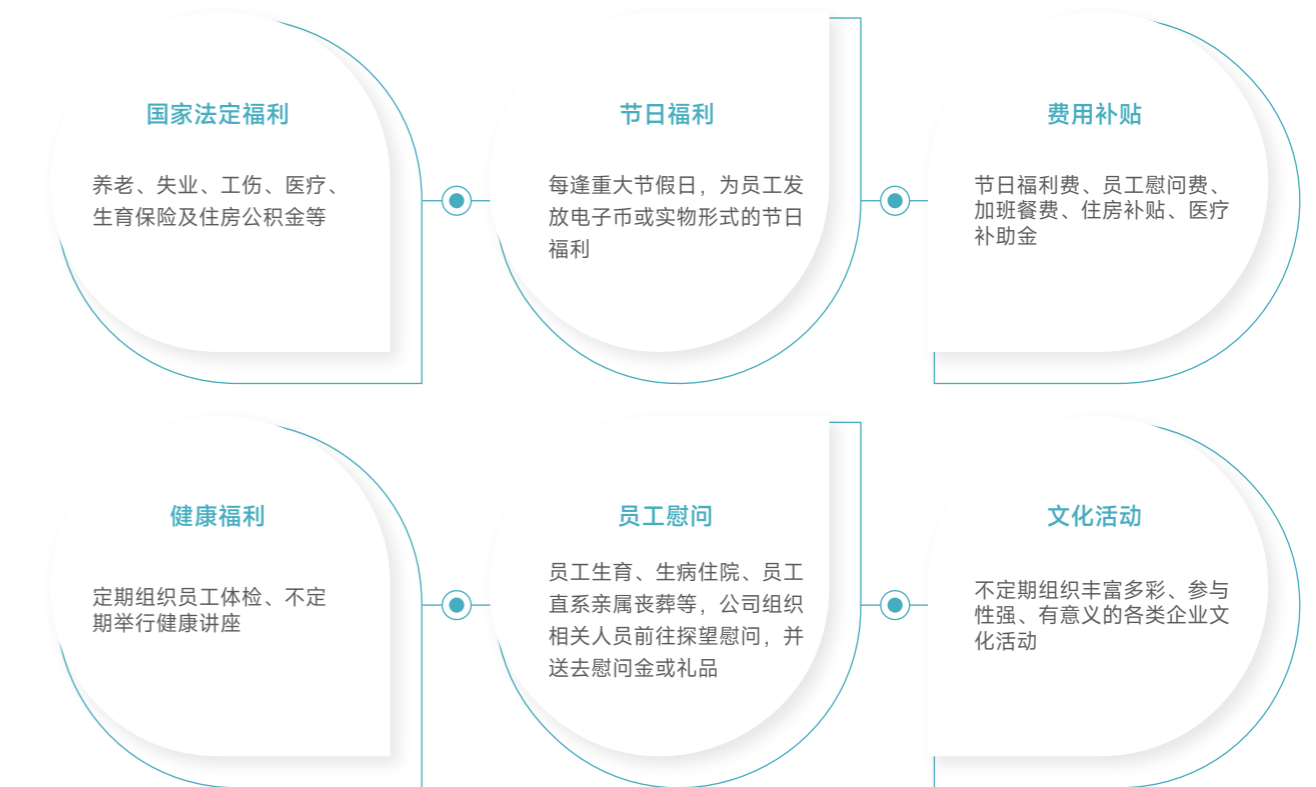 国家法定福利
养老、失业、工伤、医疗、
生育保险及住房公积金等
节日福利
每逢重大节假日，为员工发
放电子币或实物形式的节日
福利
费用补贴
节日福利费、员工慰问费、
加班餐费、住房补贴、医疗
补助金
健康福利
定期组织员工体检、不定
期举行健康讲座
员工慰问
员工生育、生病住院、员工
直系亲属丧葬等，公司组织
相关人员前往探望慰问，并
送去慰问金或礼品
文化活动
不定期组织丰富多彩、参与
性强、有意义的各类企业文
化活动